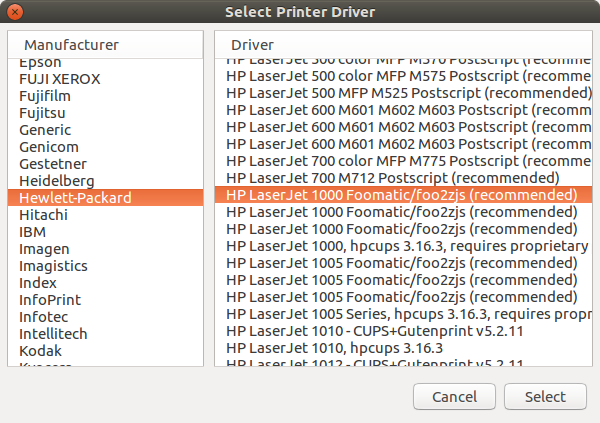 Select Printer Driver
Manufacturer
Epson
FUJI XEROX
Fujifilm
Fujitsu
Generic
Genicom
Gestetner
Heidelberg
Hewlett-Packard
Hitachi
IBM
Imagen
Imagistics
Index
InfoPrint
Infotec
Intellitech
Kodak
Kyocera
Driver
HP LaserJet 500 color MFP M570 Postscript (recomme
HP LaserJet 500 color MFP M575 Postscript (recomme
HP LaserJet 500 MFP M525 Postscript (recommended)
HP LaserJet 600 M601 M602 M603 Postscript (recomm
HP LaserJet 600 M601 M602 M603 Postscript (recomm
HP LaserJet 600 M601 M602 M603 Postscript (recomm
HP LaserJet 700 color MFP M775 Postscript (recomme
HP LaserJet 700 M712 Postscript (recommended)
HP LaserJet 1000 Foomatic/foo2zjs (recommended)
HP LaserJet 1000 Foomatic/foo2zjs (recommended)
HP LaserJet 1000 Foomatic/foo2zjs (recommended)
HP LaserJet 1000, hpcups 3.16.3, requires proprietary
HP LaserJet 1005 Foomatic/foo2zjs (recommended)
HP LaserJet 1005 Foomatic/foo2zjs (recommended)
HP LaserJet 1005 Foomatic/foo2zjs (recommended)
HP LaserJet 1005 Series, hpcups 3.16.3, requires propr
HP LaserJet 1010 - CUPS+Gutenprint v5.2.11
HP LaserJet 1010, hpcups 3.16.3
HP LaserJet 1012 - CUPS+Gutenprint v5.2.11
Cancel
Select